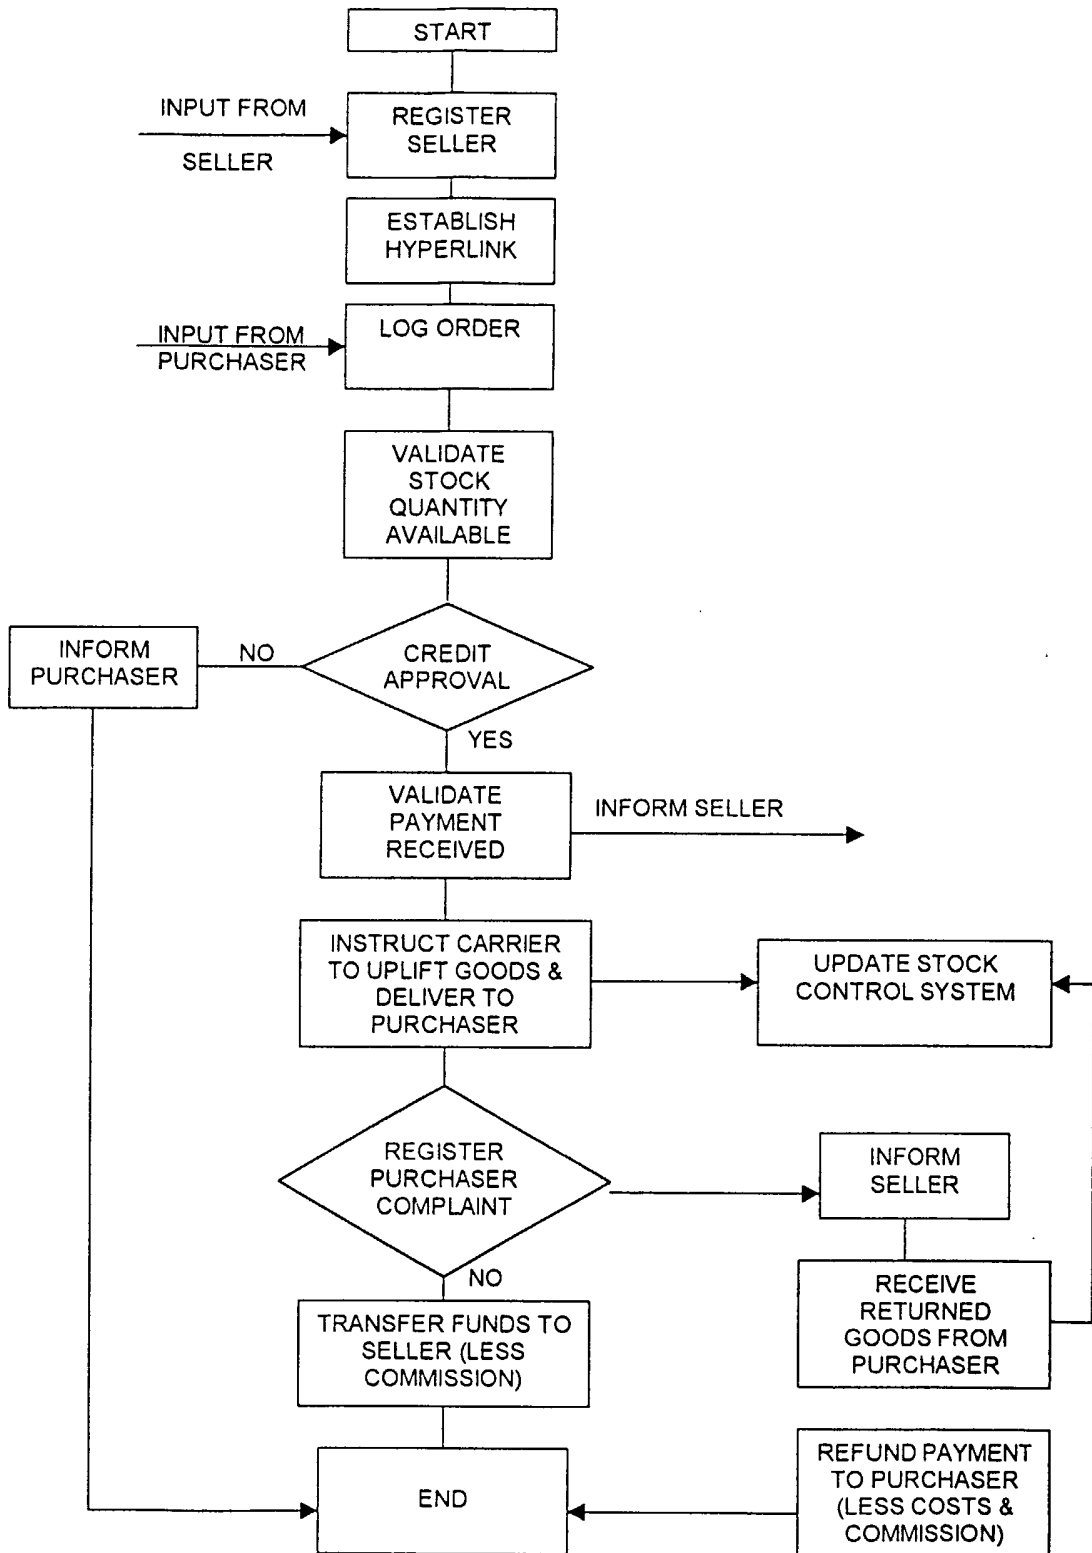 START
INPUT FROM
SELLER
REGISTER
SELLER
ESTABLISH
HYPERLINK
INPUT FROM
PURCHASER
LOG ORDER
VALIDATE
STOCK
QUANTITY
AVAILABLE
INFORM
PURCHASER
NO
CREDIT
APPROVAL
YES
VALIDATE
PAYMENT
RECEIVED
INFORM SELLER
INSTRUCT CARRIER
TO UPLIFT GOODS &
DELIVER TO
PURCHASER
UPDATE STOCK
CONTROL SYSTEM
REGISTER
PURCHASER
COMPLAINT
INFORM
SELLER
NO
RECEIVE
RETURNED
GOODS FROM
PURCHASER
TRANSFER FUNDS TO
SELLER (LESS
COMMISSION)
REFUND PAYMENT
TO PURCHASER
(LESS COSTS &
COMMISSION)
END